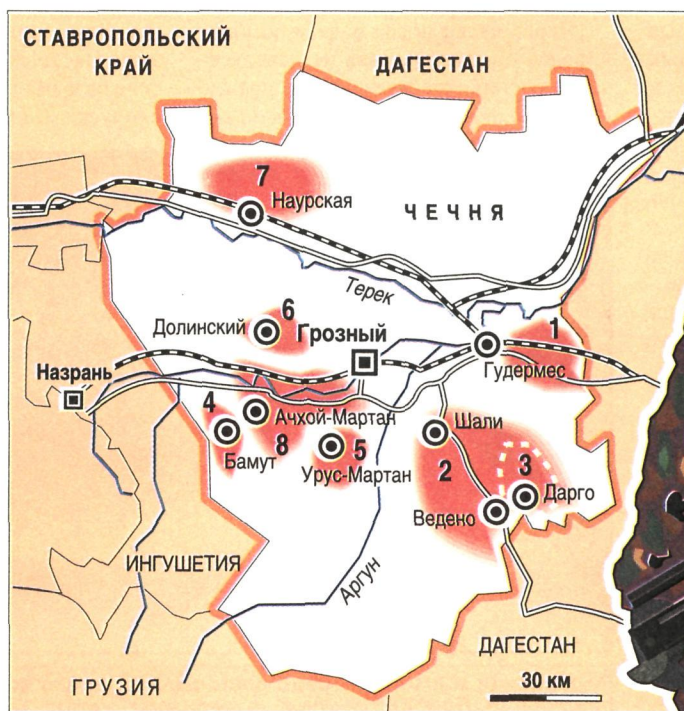 СТАВРОПОЛЬСКИЙ
КРАЙ
ДАГЕСТАН
7
Наурская
ЧЕЧНЯ
Терек
6
Долинский
Грозный
1
Гудермес
Назрань
4
Ачхой-Мартан
Шали
Бамут
8
5
Урус-Мартан
2
3
Дарго
Ведено
ИНГУШЕТИЯ
Аргун
ДАГЕСТАН
ГРУЗИЯ
30 км